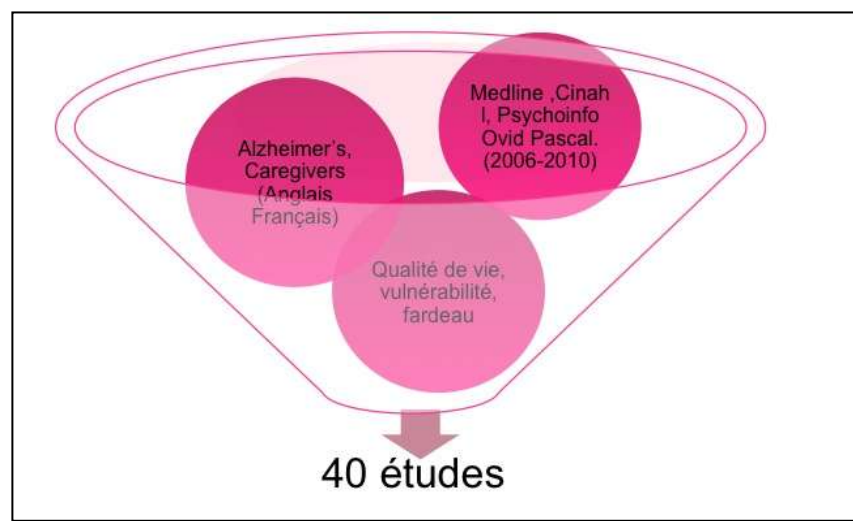 Medline ,Cinah
l, Psychoinfo
Ovid Pascal.
(2006-2010)
Alzheimer's,
Caregivers
(Anglais
Français)
Qualité de vie,
vulnérabilité,
fardeau
40 études